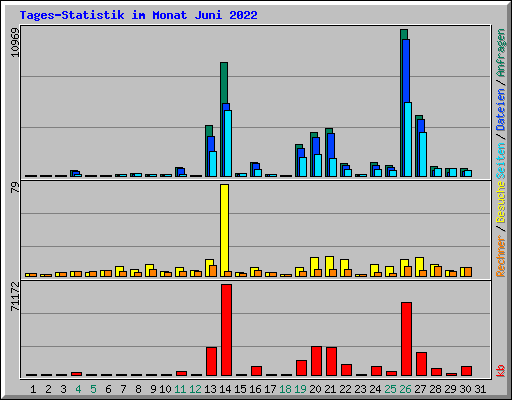 Tages-Statistik im Monat Juni 2022
10969
79
71172
Rechner / Besuche Seiten / Dateien / Anfragen
kb
1 2 3 4 5 6 7 8 9 10 11 12 13 14 15 16 17 18 19 20 21 22 23 24 25 26 27 28 29 30 31